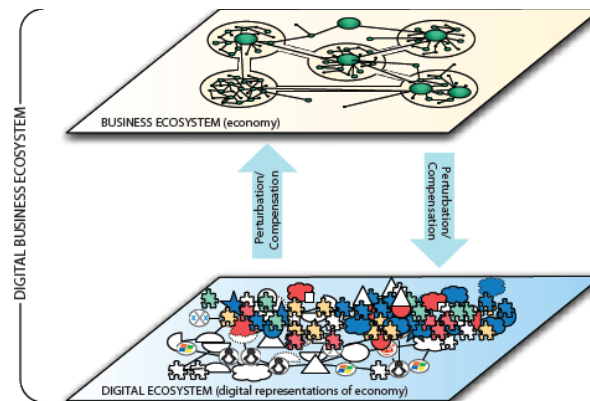 DIGITAL BUSINESS ECOSYSTEM
BUSINESS ECOSYSTEM (economy)
Perturbation/
Compensation
Perturbation/
Compensation
DIGITAL ECOSYSTEM (digital representations of economy)